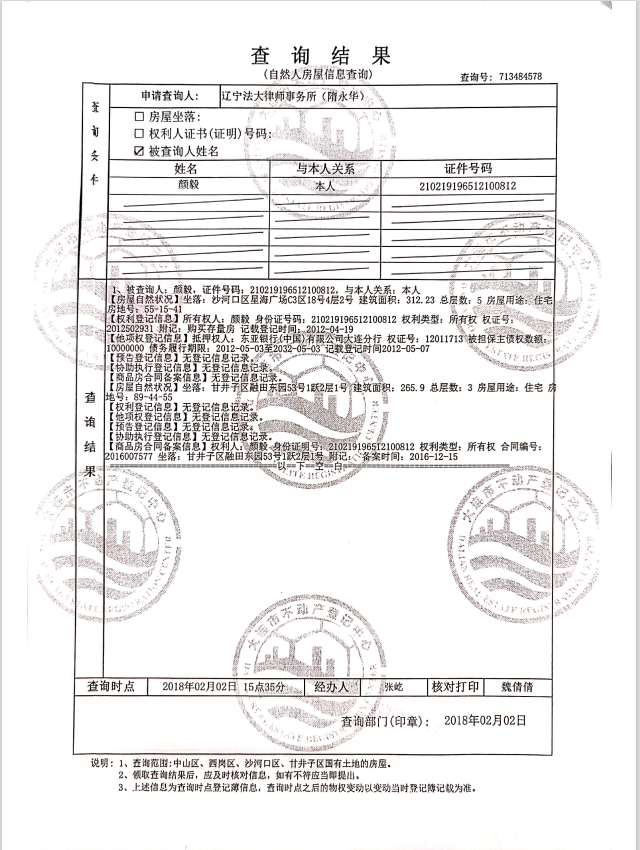 查询结果
(自然人房屋信息查询)
查询号: 713484578
申请查询人: 辽宁法大律师事务所（隋永华）
查询条件
□ 房屋坐落:
□ 权利人证书(证明)号码:
☑ 被查询人姓名
姓名 与本人关系 证件号码
颜毅 本人 210219196512100812
查询结果
1、被查询人: 颜毅, 证件号码: 210219196512100812, 与本人关系: 本人
【房屋自然状况】坐落: 沙河口区星海广场C3区18号4层2号 建筑面积: 312.23 总层数: 5 房屋用途: 住宅
房地号: 55-15-41
【权利登记信息】所有权人: 颜毅 身份证号码: 210219196512100812 权利类型: 所有权 权证号:
2012502931 附记: 购买存量房 记载登记时间: 2012-04-19
【他项权登记信息】抵押权人: 东亚银行(中国)有限公司大连分行 权证号: 12011713 被担保主债权数额:
10000000 债务履行期限: 2012-05-03至2032-05-03 记载登记时间2012-05-07
【预告登记信息】无登记信息记录。
【协助执行登记信息】无登记信息记录。
【商品房合同备案信息】无登记信息记录。
【房屋自然状况】坐落: 甘井子区融田东园53号1跃2层1号 建筑面积: 265.9 总层数: 3 房屋用途: 住宅 房
地号: 89-44-55
【权利登记信息】无登记信息记录。
【他项权登记信息】无登记信息记录。
【预告登记信息】无登记信息记录。
【协助执行登记信息】无登记信息记录。
【商品房合同备案信息】权利人: 颜毅 身份证明号: 210219196512100812 权利类型: 所有权 合同编号:
2016007577 坐落: 甘井子区融田东园53号1跃2层1号 附记: 备案时间: 2016-12-15
以 下 空 白
查询时点 2018年02月02日 15点35分 经办人 张屹 核对打印 魏倩倩
查询部门(印章): 2018年02月02日
说明: 1、查询范围:中山区、西岗区、沙河口区、甘井子区国有土地的房屋。
2、领取查询结果后, 应及时核对信息, 如有不符应当即提出。
3、上述信息为查询时点登记薄信息, 查询时点之后的物权变动以变动当时登记簿记载为准。
大连市不动产登记中心
DALIAN REAL ESTATE REGISTRATION CENTER